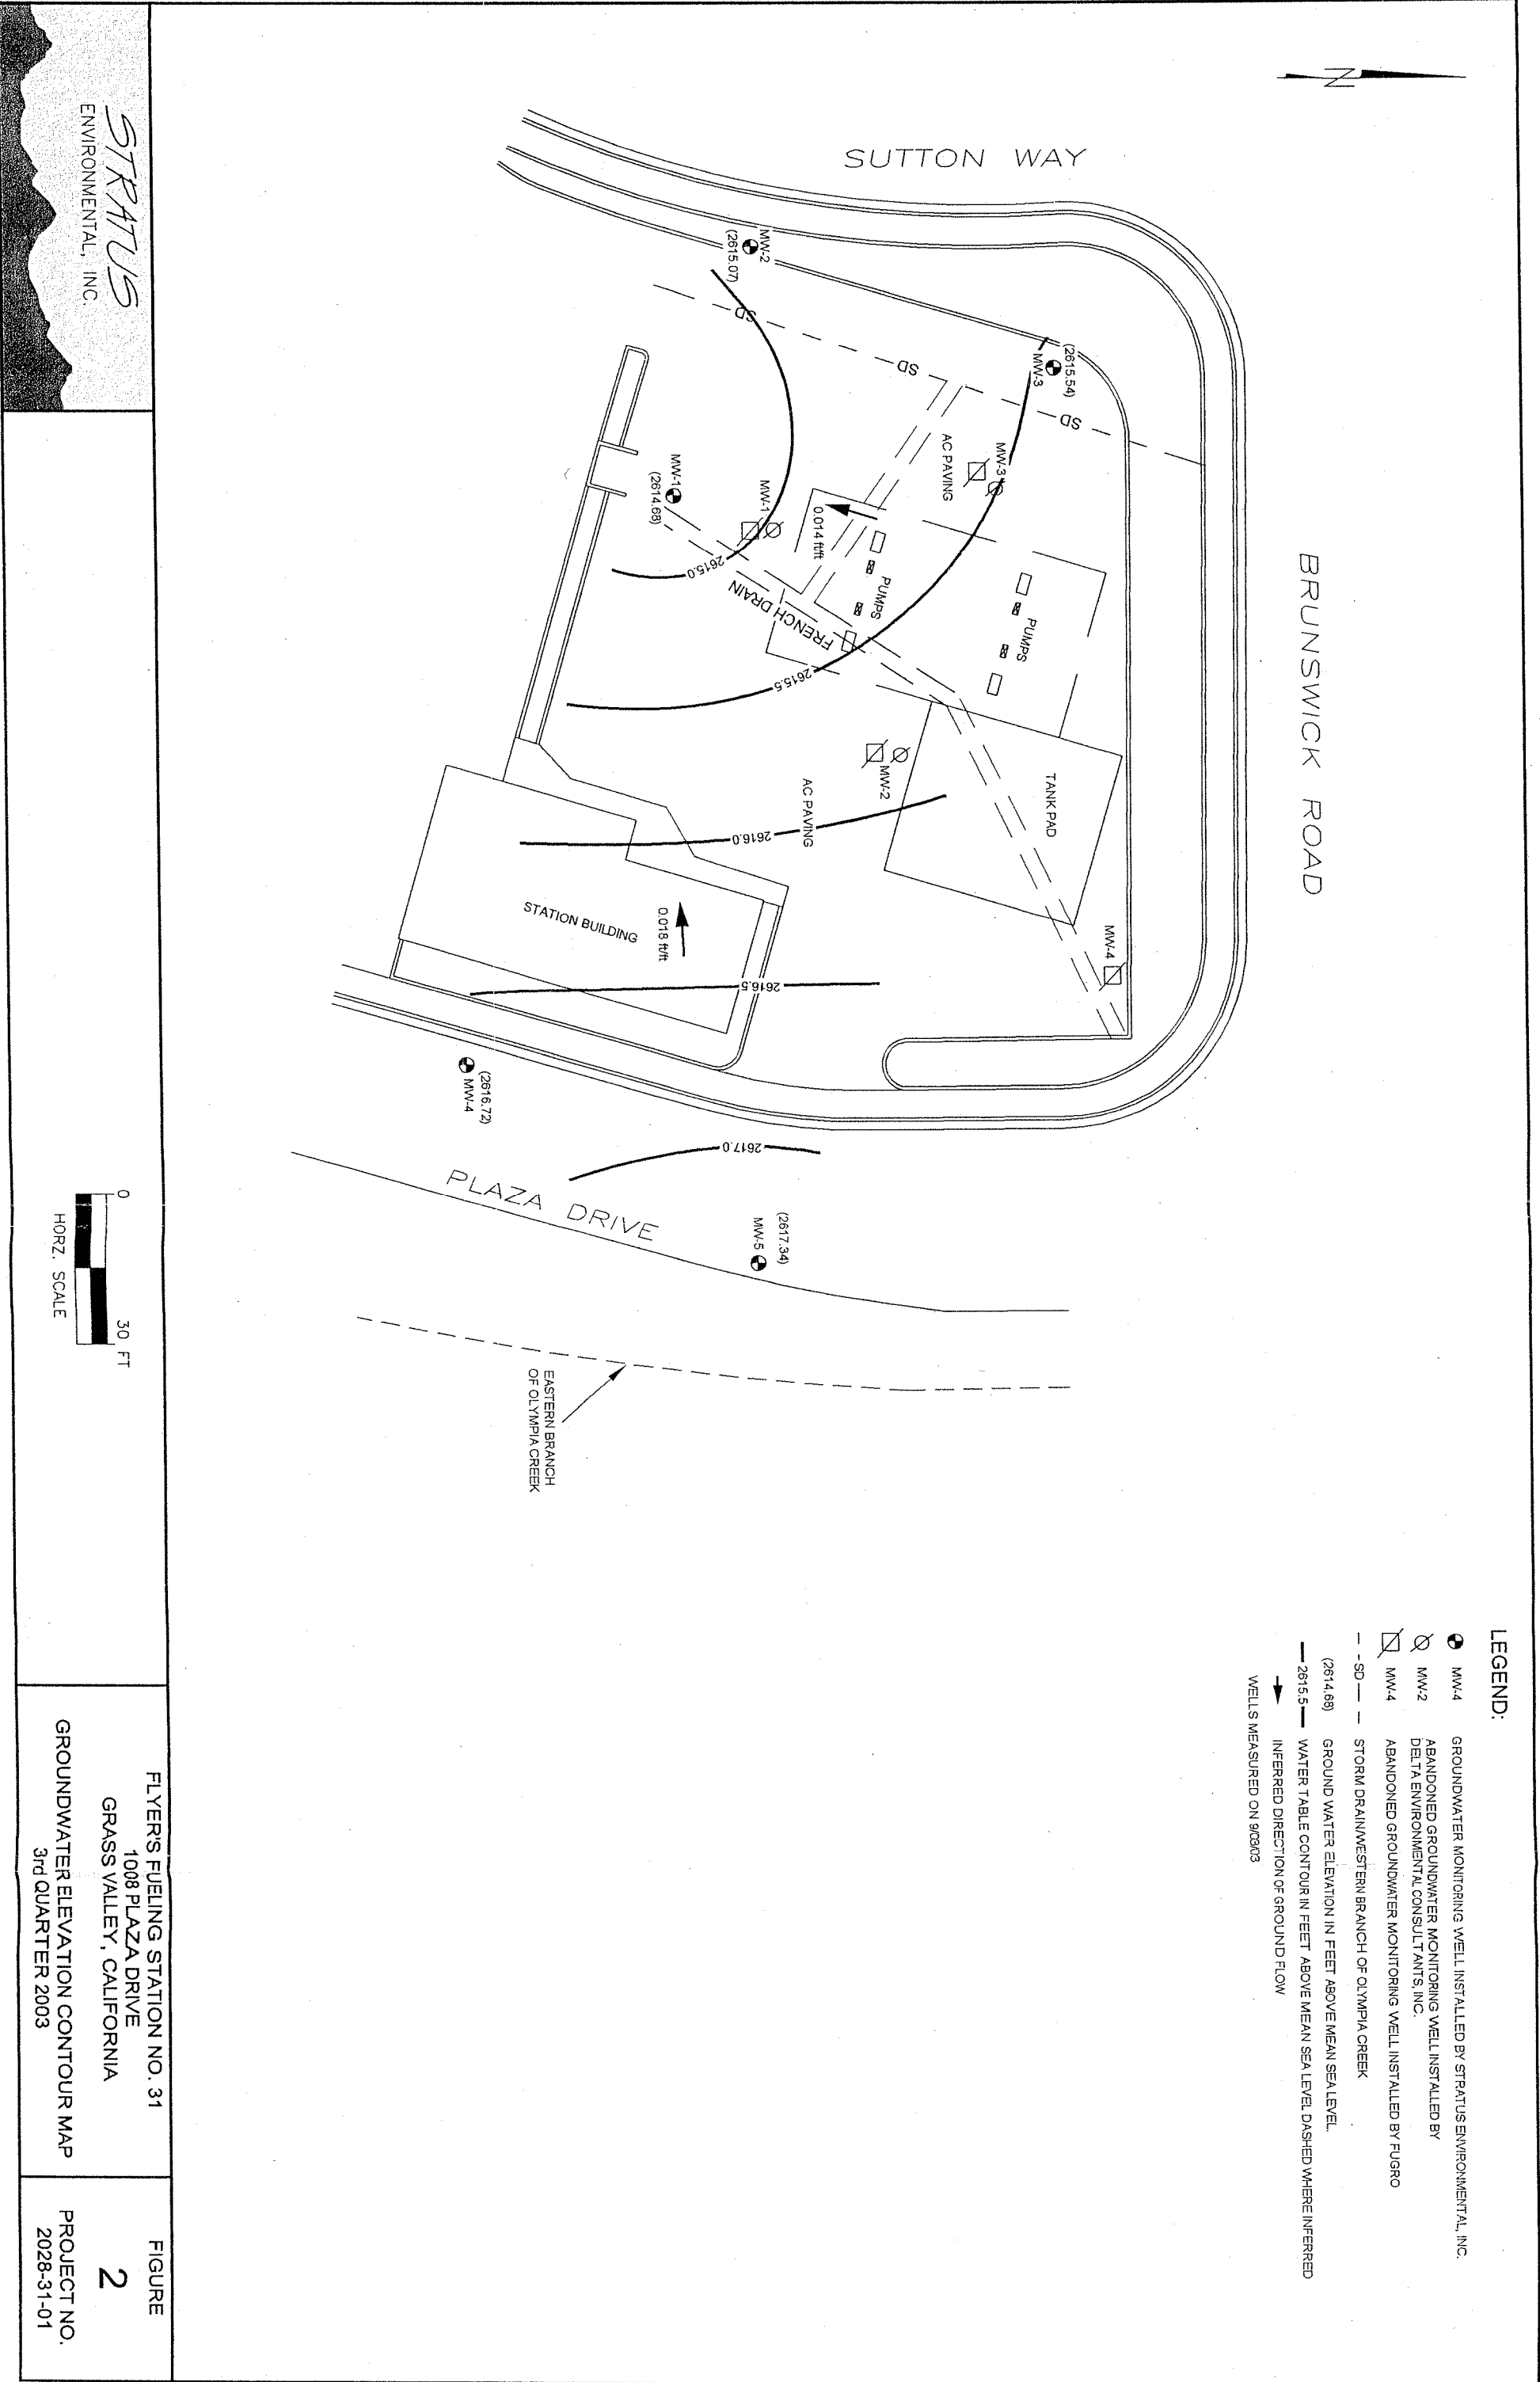 N
SUTTON WAY
BRUNSWICK ROAD
PLAZA DRIVE
MW-2
(2615.07)
(2615.54)
MW-3
SD
SD
SD
AC PAVING
MW-3
MW-1
(2614.68)
MW-1
0.014 ft/ft
PUMPS
PUMPS
FRENCH DRAIN
2615.0
2615.5
MW-2
AC PAVING
TANK PAD
2616.0
MW-4
STATION BUILDING
0.018 ft/ft
2616.5
(2616.72)
MW-4
2617.0
(2617.34)
MW-5
EASTERN BRANCH
OF OLYMPIA CREEK
LEGEND:
MW-4 GROUNDWATER MONITORING WELL INSTALLED BY STRATUS ENVIRONMENTAL, INC.
MW-2 ABANDONED GROUNDWATER MONITORING WELL INSTALLED BY
DELTA ENVIRONMENTAL CONSULTANTS, INC.
MW-4 ABANDONED GROUNDWATER MONITORING WELL INSTALLED BY FUGRO
SD STORM DRAIN/WESTERN BRANCH OF OLYMPIA CREEK
(2614.68) GROUND WATER ELEVATION IN FEET ABOVE MEAN SEA LEVEL
2615.5 WATER TABLE CONTOUR IN FEET ABOVE MEAN SEA LEVEL DASHED WHERE INFERRED
INFERRED DIRECTION OF GROUND FLOW
WELLS MEASURED ON 9/03/03
STRATUS
ENVIRONMENTAL, INC.
0 30 FT
HORZ. SCALE
FLYER'S FUELING STATION NO. 31
1008 PLAZA DRIVE
GRASS VALLEY, CALIFORNIA
GROUNDWATER ELEVATION CONTOUR MAP
3rd QUARTER 2003
FIGURE
2
PROJECT NO.
2028-31-01